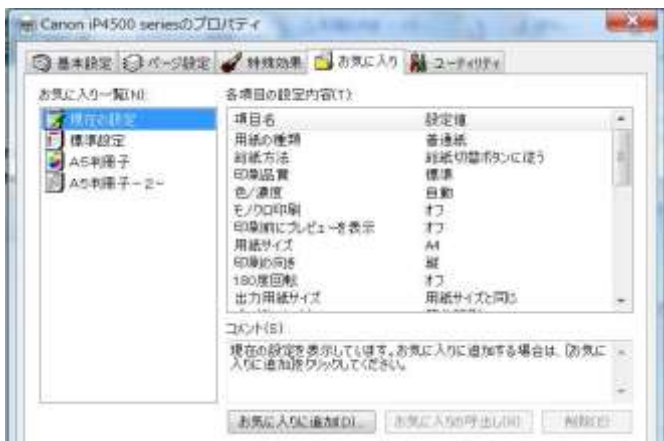 Canon iP4500 seriesのプロパティ
基本設定 ページ設定 特殊効果 お気に入り ユーティリティ
お気に入り一覧(N): 各項目の設定内容(T):
現在の設定
標準設定
A5判冊子
A5判冊子-2-
項目名 設定値
用紙の種類 普通紙
給紙方法 給紙切替ボタンに従う
印刷品質 標準
色/濃度 自動
モノクロ印刷 オフ
印刷前にプレビューを表示 オフ
用紙サイズ A4
印刷の向き 縦
180度回転 オフ
出力用紙サイズ 用紙サイズと同じ
コメント(S):
現在の設定を表示しています。お気に入りに追加する場合は、[お気に
入りに追加]をクリックしてください。
お気に入りに追加(D)... お気に入りの呼出し(R) 削除(E)